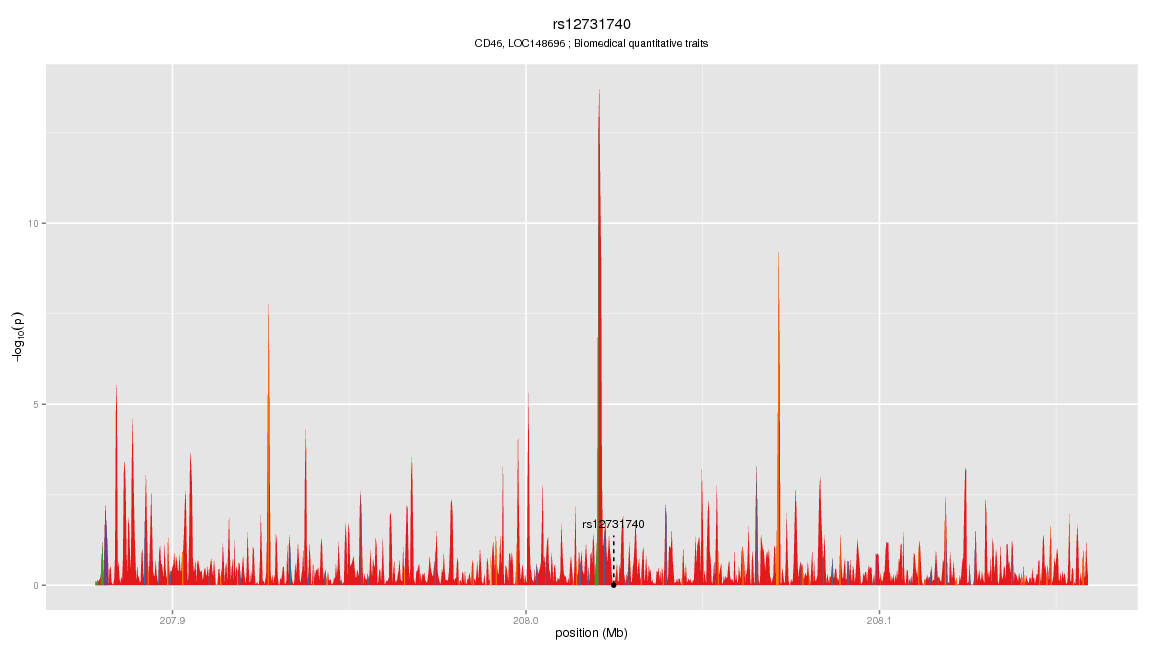 rs12731740
CD46, LOC148696 ; Biomedical quantitative traits
−log10(p)
10
5
0
rs12731740
207.9
208.0
208.1
position (Mb)